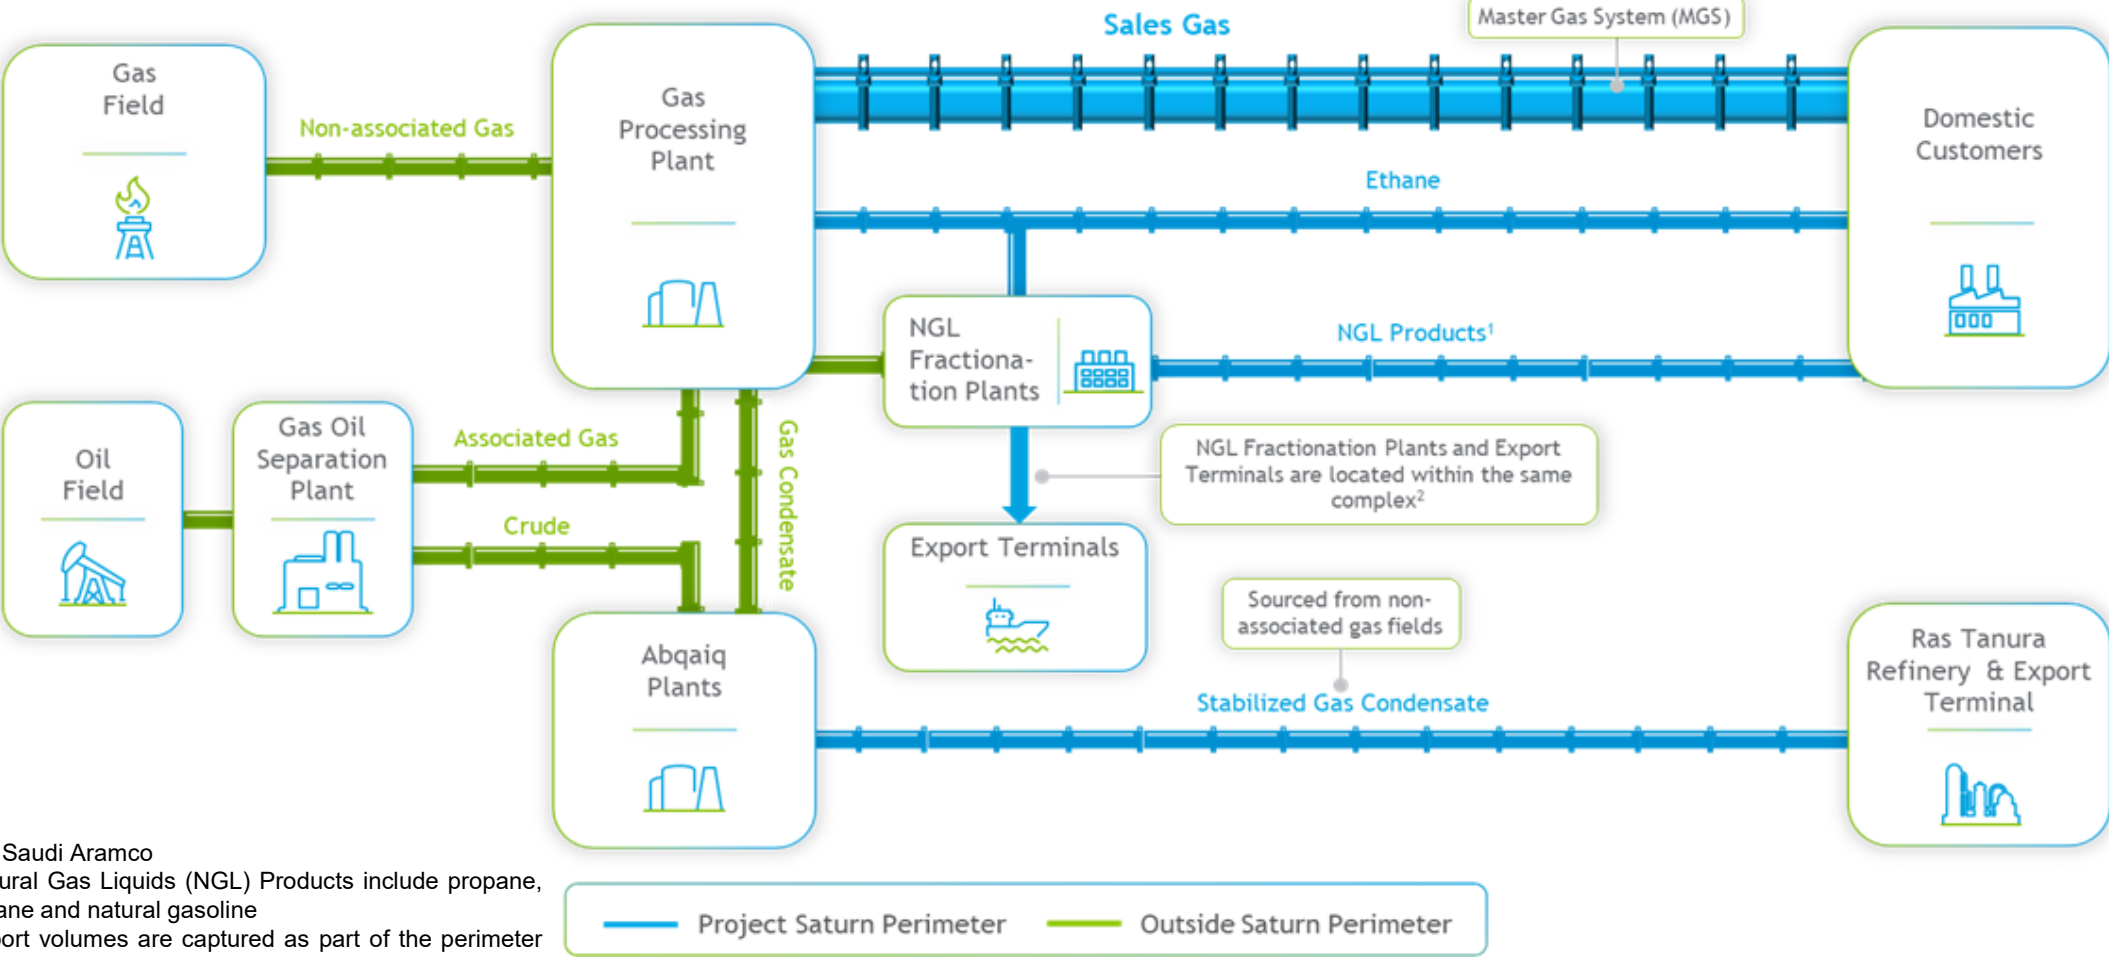 Sales Gas
Master Gas System (MGS)
Gas
Field
Non-associated Gas
Gas
Processing
Plant
Domestic
Customers
Ethane
NGL
Fractiona-
tion Plants
NGL Products¹
Oil
Field
Gas Oil
Separation
Plant
Associated Gas
Crude
Gas Condensate
NGL Fractionation Plants and Export
Terminals are located within the same
complex²
Export Terminals
Sourced from non-
associated gas fields
Abqaiq
Plants
Stabilized Gas Condensate
Ras Tanura
Refinery & Export
Terminal
Saudi Aramco
Gas Liquids (NGL) Products include propane,
and natural gasoline
volumes are captured as part of the perimeter
Project Saturn Perimeter
Outside Saturn Perimeter